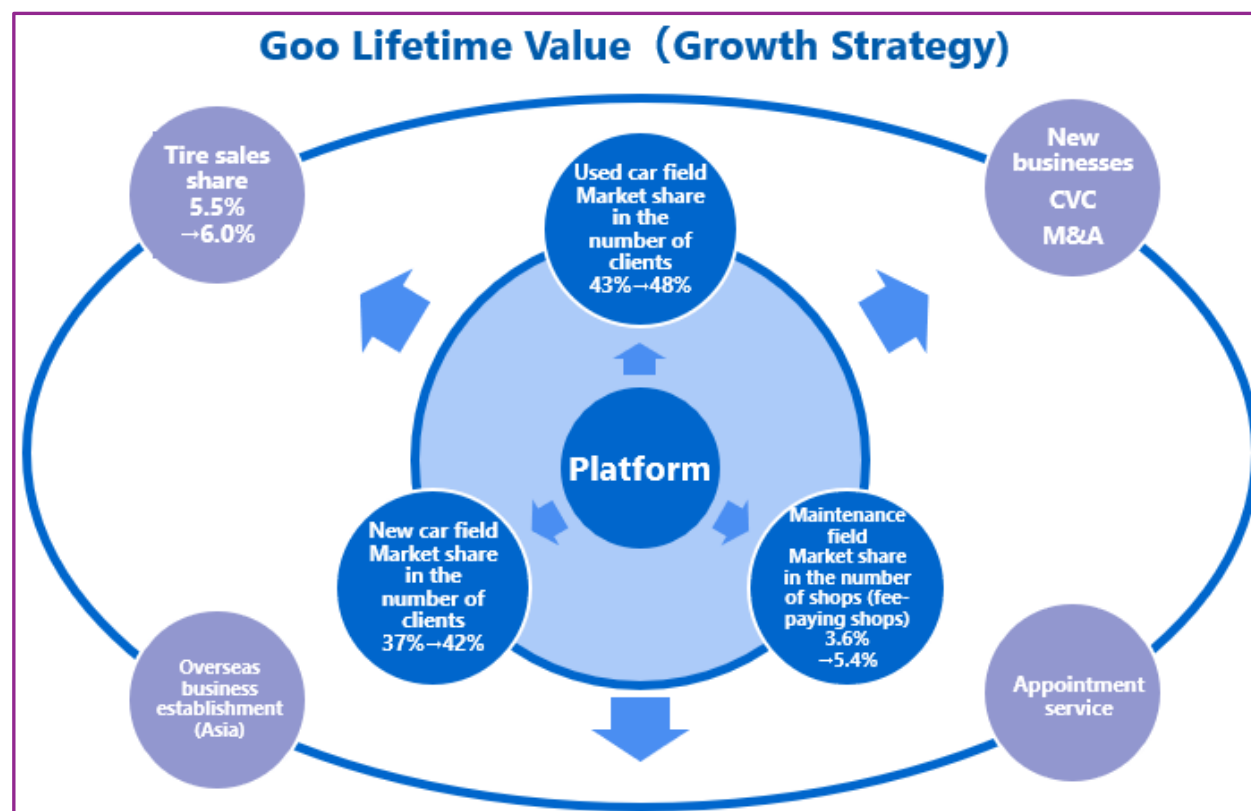 Goo Lifetime Value（Growth Strategy)
Tire sales
share
5.5%
→6.0%
Used car field
Market share
in the
number of
clients
43%→48%
New
businesses
CVC
M&A
Platform
New car field
Market share
in the
number of
clients
37%→42%
Maintenance
field
Market share
in the number
of shops (fee-
paying shops)
3.6%
→5.4%
Overseas
business
establishment
(Asia)
Appointment
service